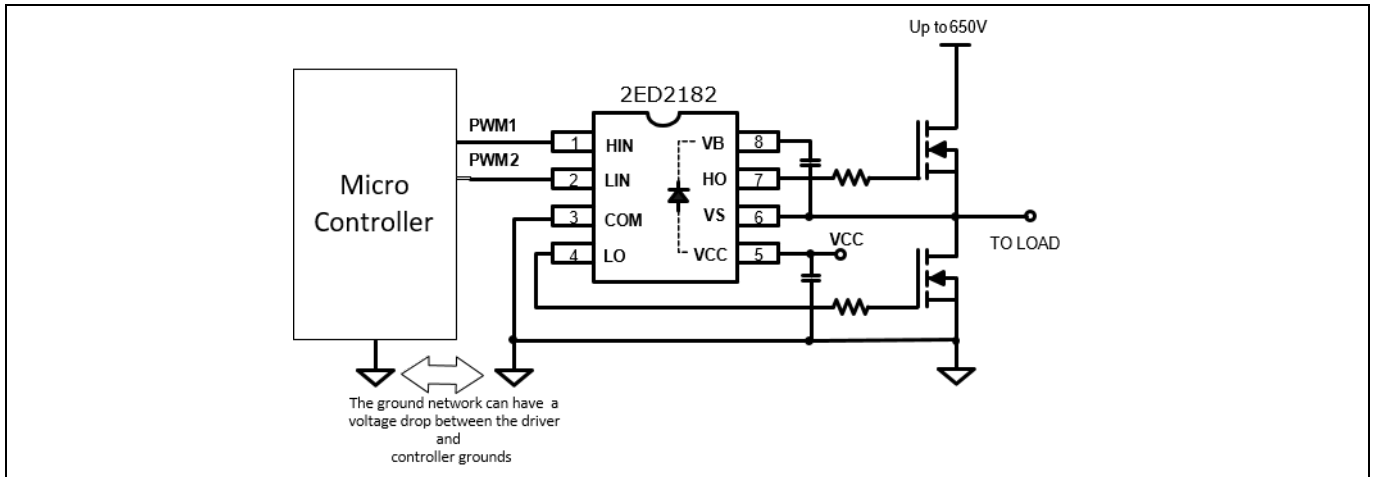 Up to 650V
2ED2182
PWM1
PWM2
Micro
Controller
1
HIN
2
LIN
3
COM
4
LO
VB
8
HO
7
VS
6
VCC
5
VCC
TO LOAD
The ground network can have a
voltage drop between the driver
and
controller grounds